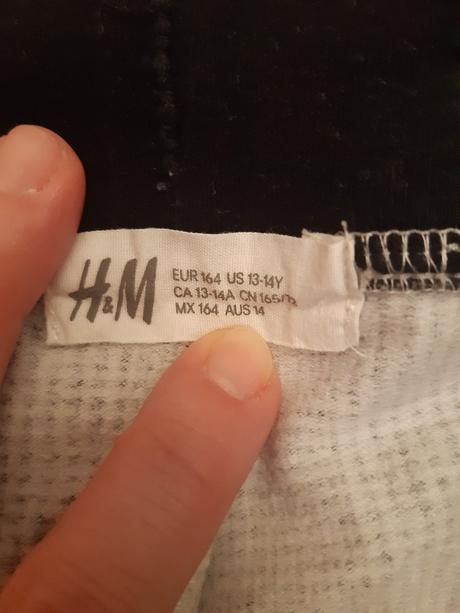 H&M
EUR 164 US 13-14Y
CA 13-14A CN 165/
MX 164 AUS 14